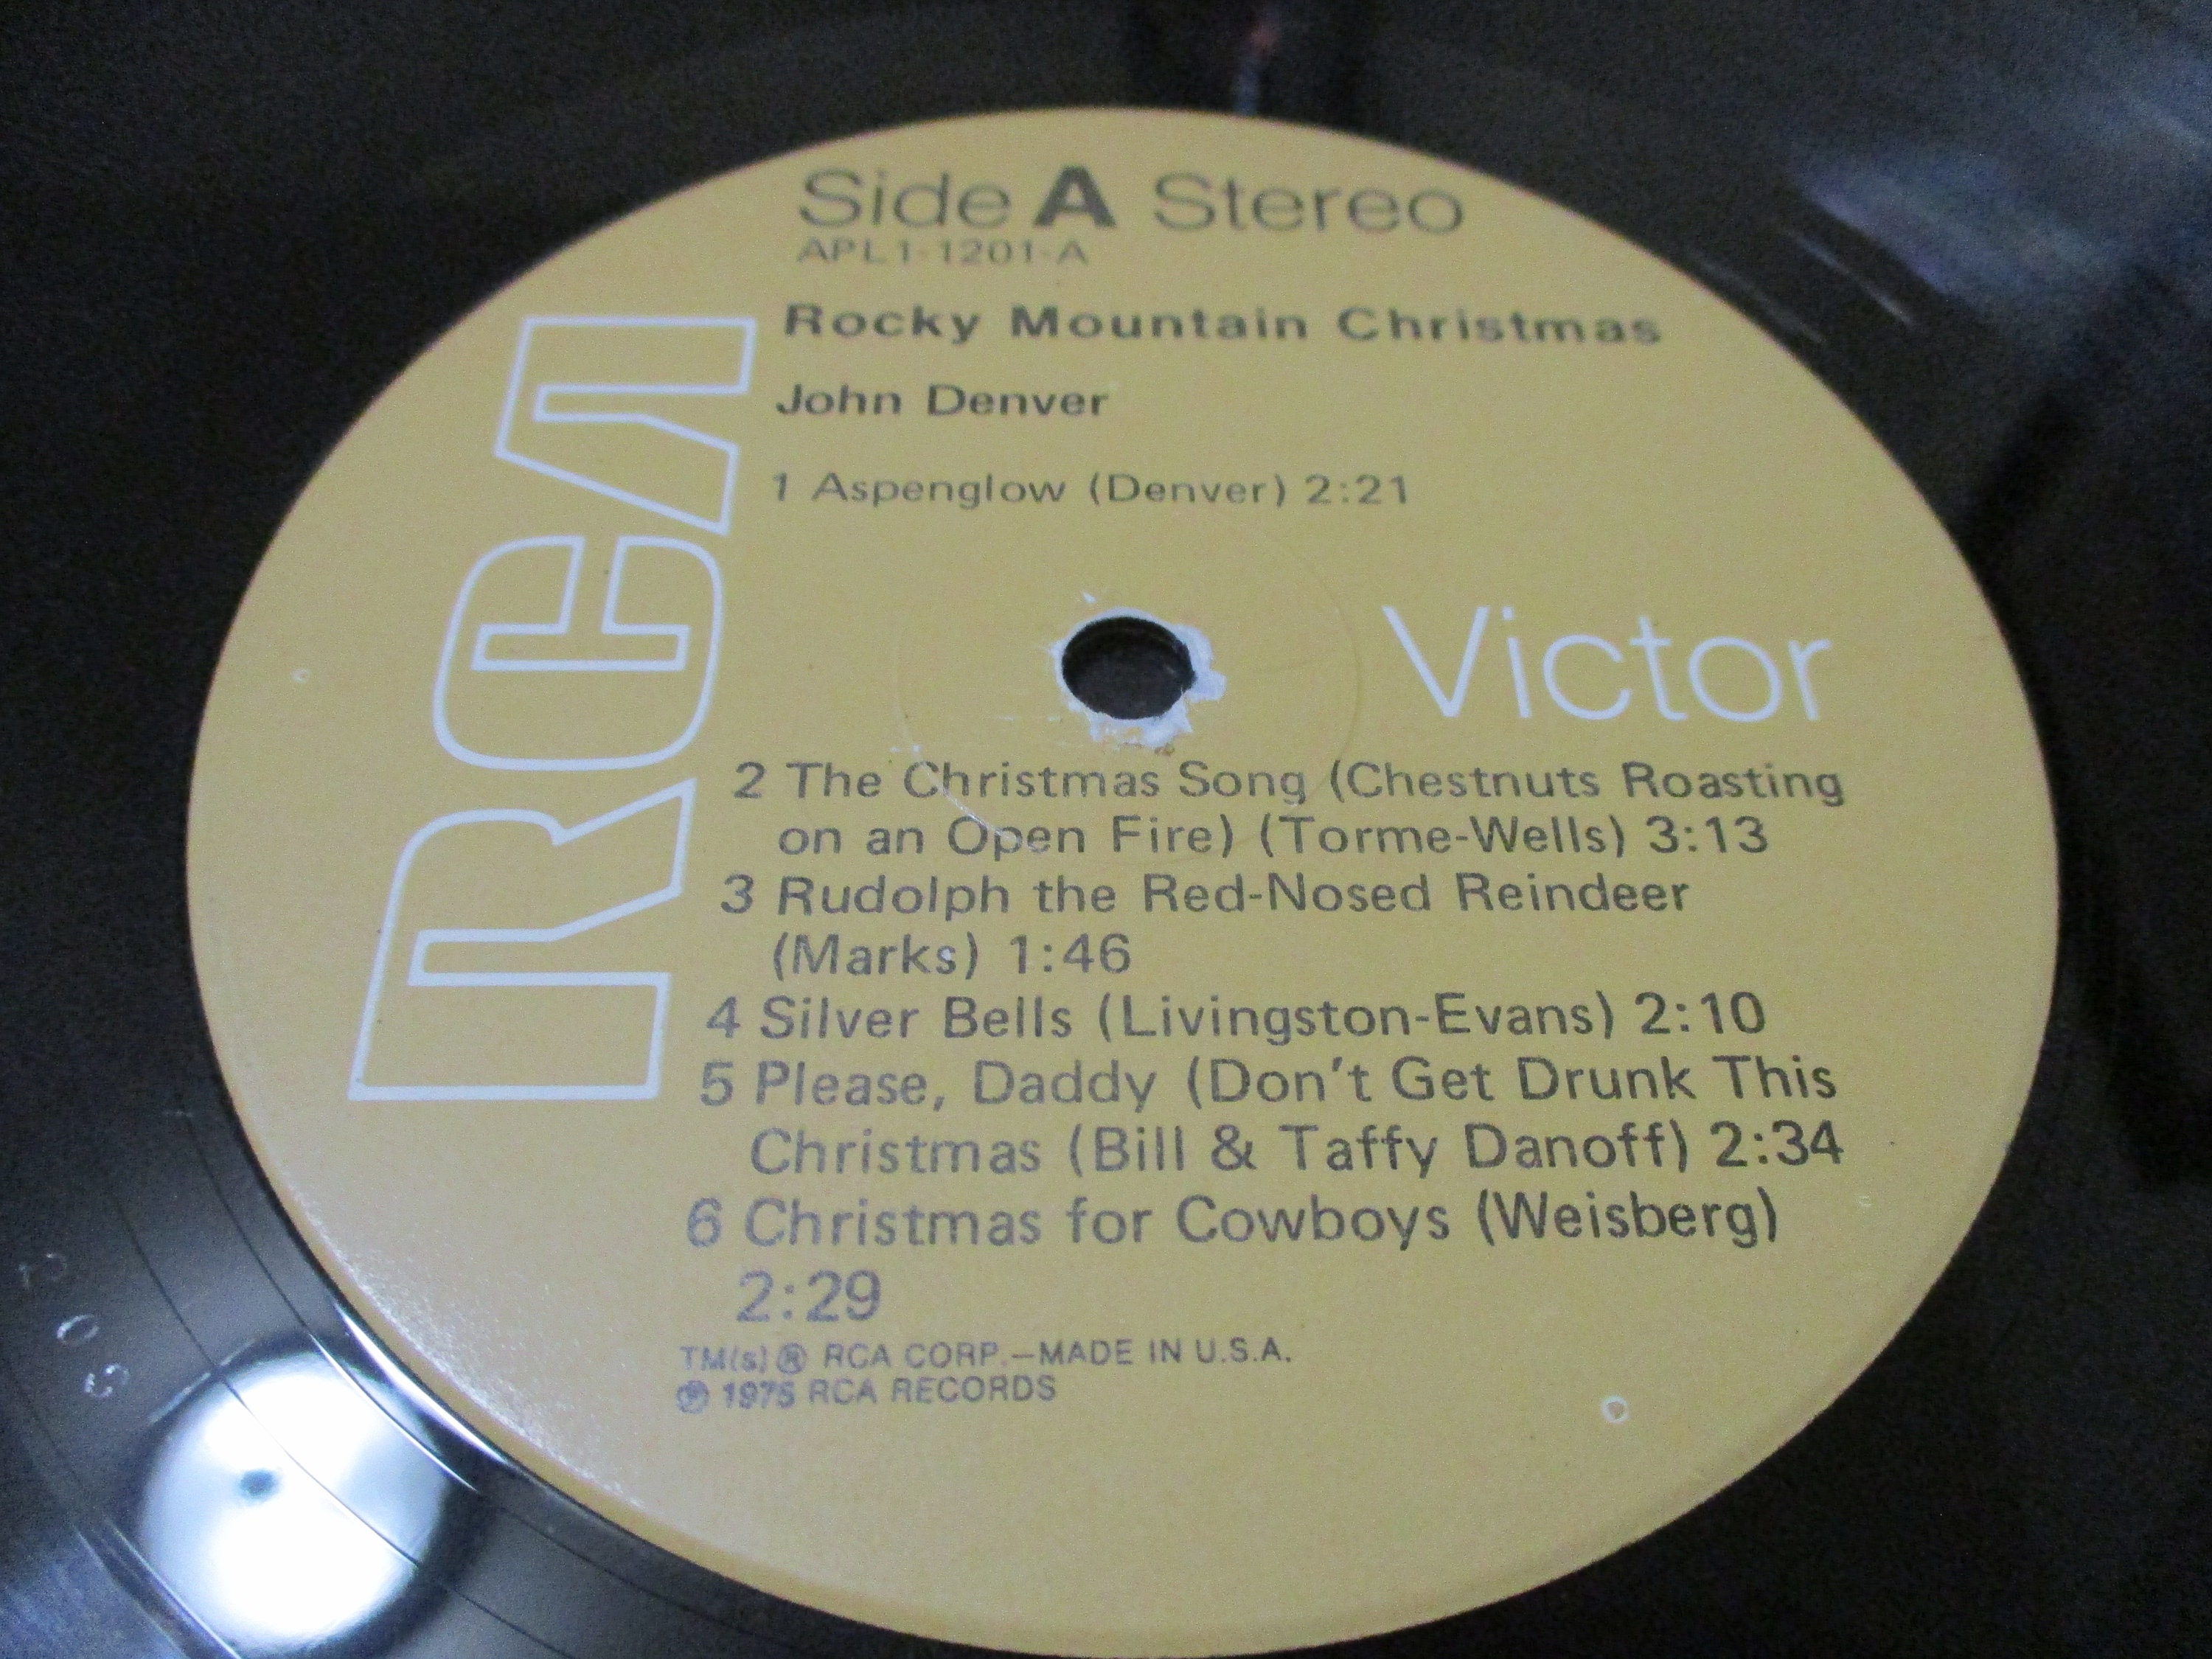 Side A Stereo
APL1-1201-A
Rocky Mountain Christmas
John Denver
1 Aspenglow (Denver) 2:21
RCA
Victor
2 The Christmas Song (Chestnuts Roasting
on an Open Fire) (Torme-Wells) 3:13
3 Rudolph the Red-Nosed Reindeer
(Marks) 1:46
4 Silver Bells (Livingston-Evans) 2:10
5 Please, Daddy (Don't Get Drunk This
Christmas (Bill & Taffy Danoff) 2:34
6 Christmas for Cowboys (Weisberg)
2:29
TM(s) ® RCA CORP.—MADE IN U.S.A.
℗ 1975 RCA RECORDS